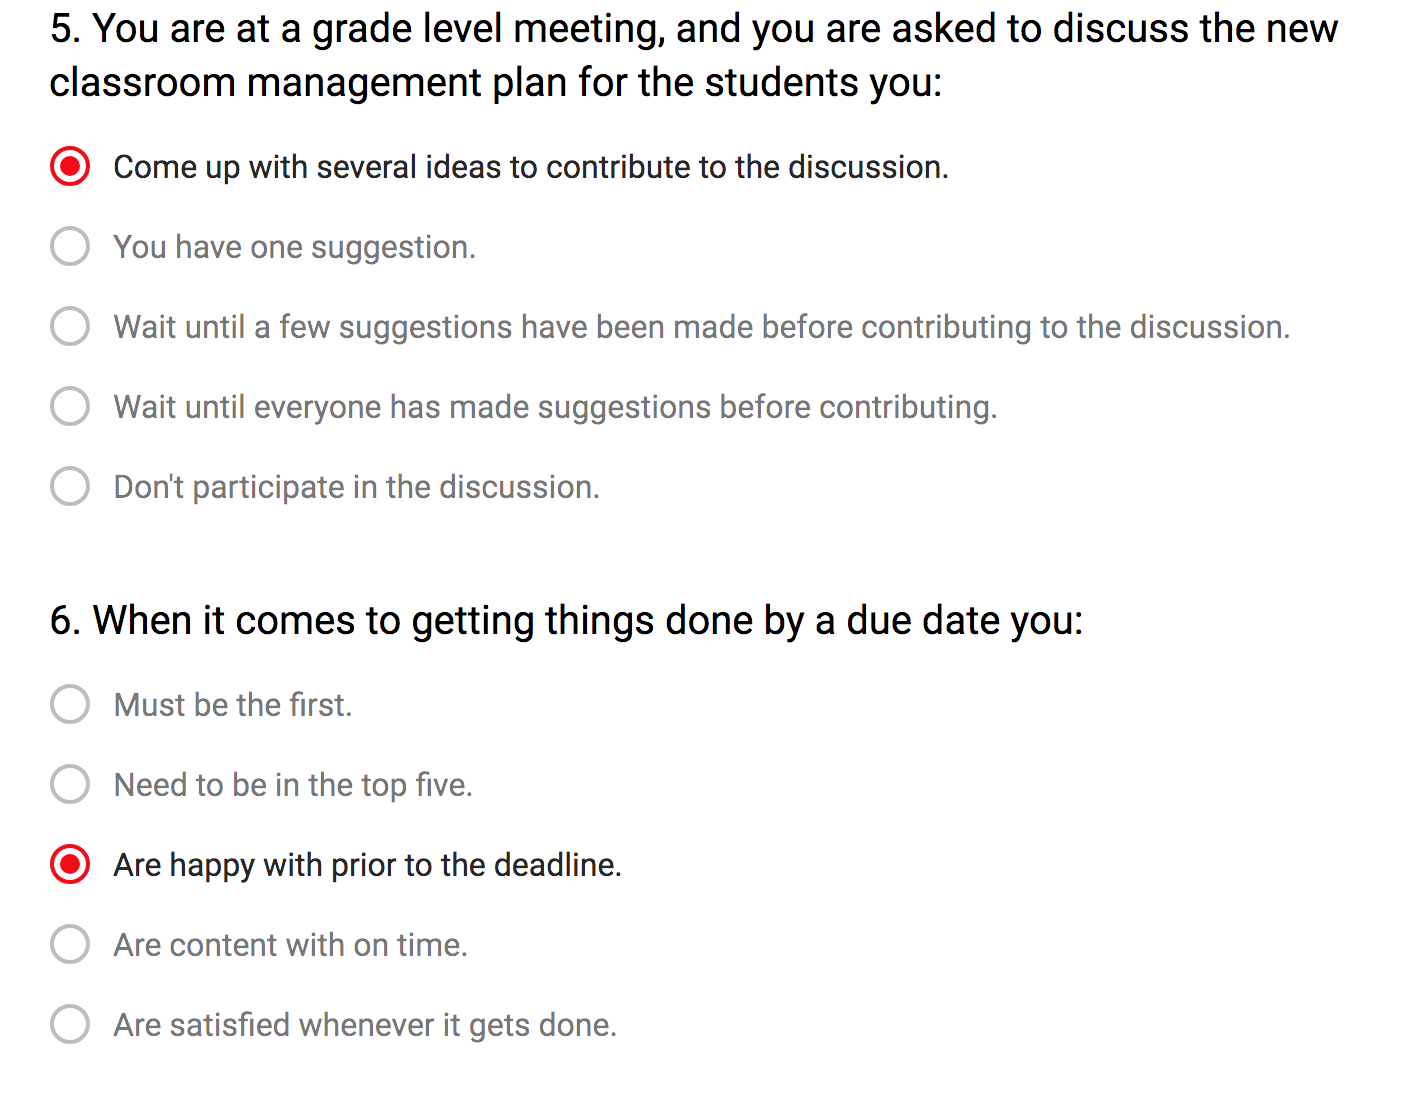 5. You are at a grade level meeting, and you are asked to discuss the new
classroom management plan for the students you:
Come up with several ideas to contribute to the discussion.
You have one suggestion.
Wait until a few suggestions have been made before contributing to the discussion.
Wait until everyone has made suggestions before contributing.
Don't participate in the discussion.
6. When it comes to getting things done by a due date you:
Must be the first.
Need to be in the top five.
Are happy with prior to the deadline.
Are content with on time.
Are satisfied whenever it gets done.